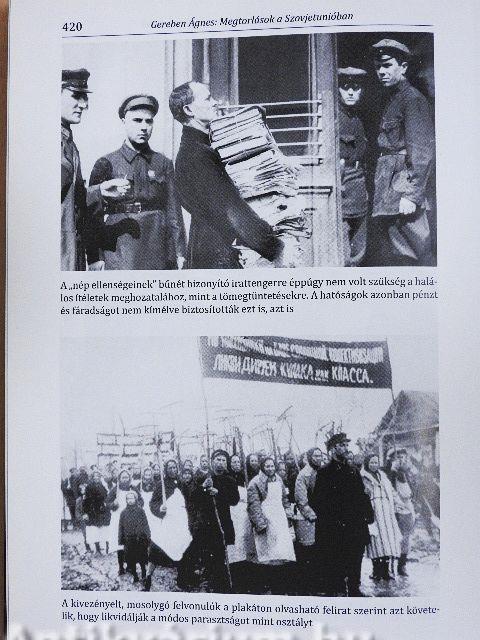 420
Gereben Ágnes: Megtorlások a Szovjetunióban
A „nép ellenségeinek” bűnét bizonyító irattengerre éppúgy nem volt szükség a halá-
los ítéletek meghozatalához, mint a tömegtüntetésekre. A hatóságok azonban pénzt
és fáradságot nem kímélve biztosították ezt is, azt is
ЛИКВИДИРУЕМ КУЛАКА КАК КЛАССА.
A kivezényelt, mosolygó felvonulók a plakáton olvasható felirat szerint azt követe-
lik, hogy likvidálják a módos parasztságot mint osztályt